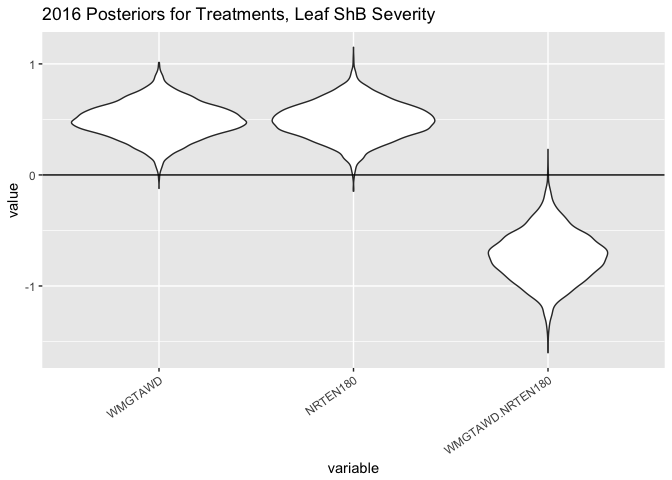 2016 Posteriors for Treatments, Leaf ShB Severity
1
0
-1
value
WMGTAWD
NRTEN180
WMGTAWD.NRTEN180
variable